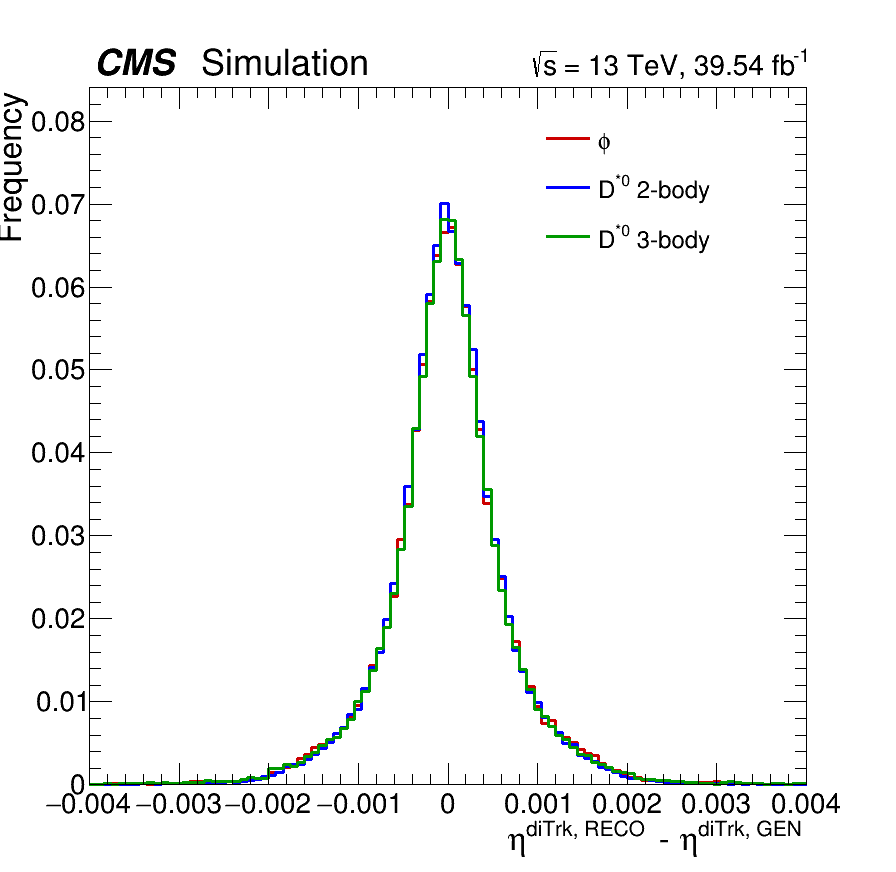 CMS Simulation √s = 13 TeV, 39.54 fb⁻¹
Frequency
0.08
0.07
0.06
0.05
0.04
0.03
0.02
0.01
0
ϕ
D*⁰ 2-body
D*⁰ 3-body
−0.004 −0.003 −0.002 −0.001 0 0.001 0.002 0.003 0.004
η^diTrk, RECO - η^diTrk, GEN